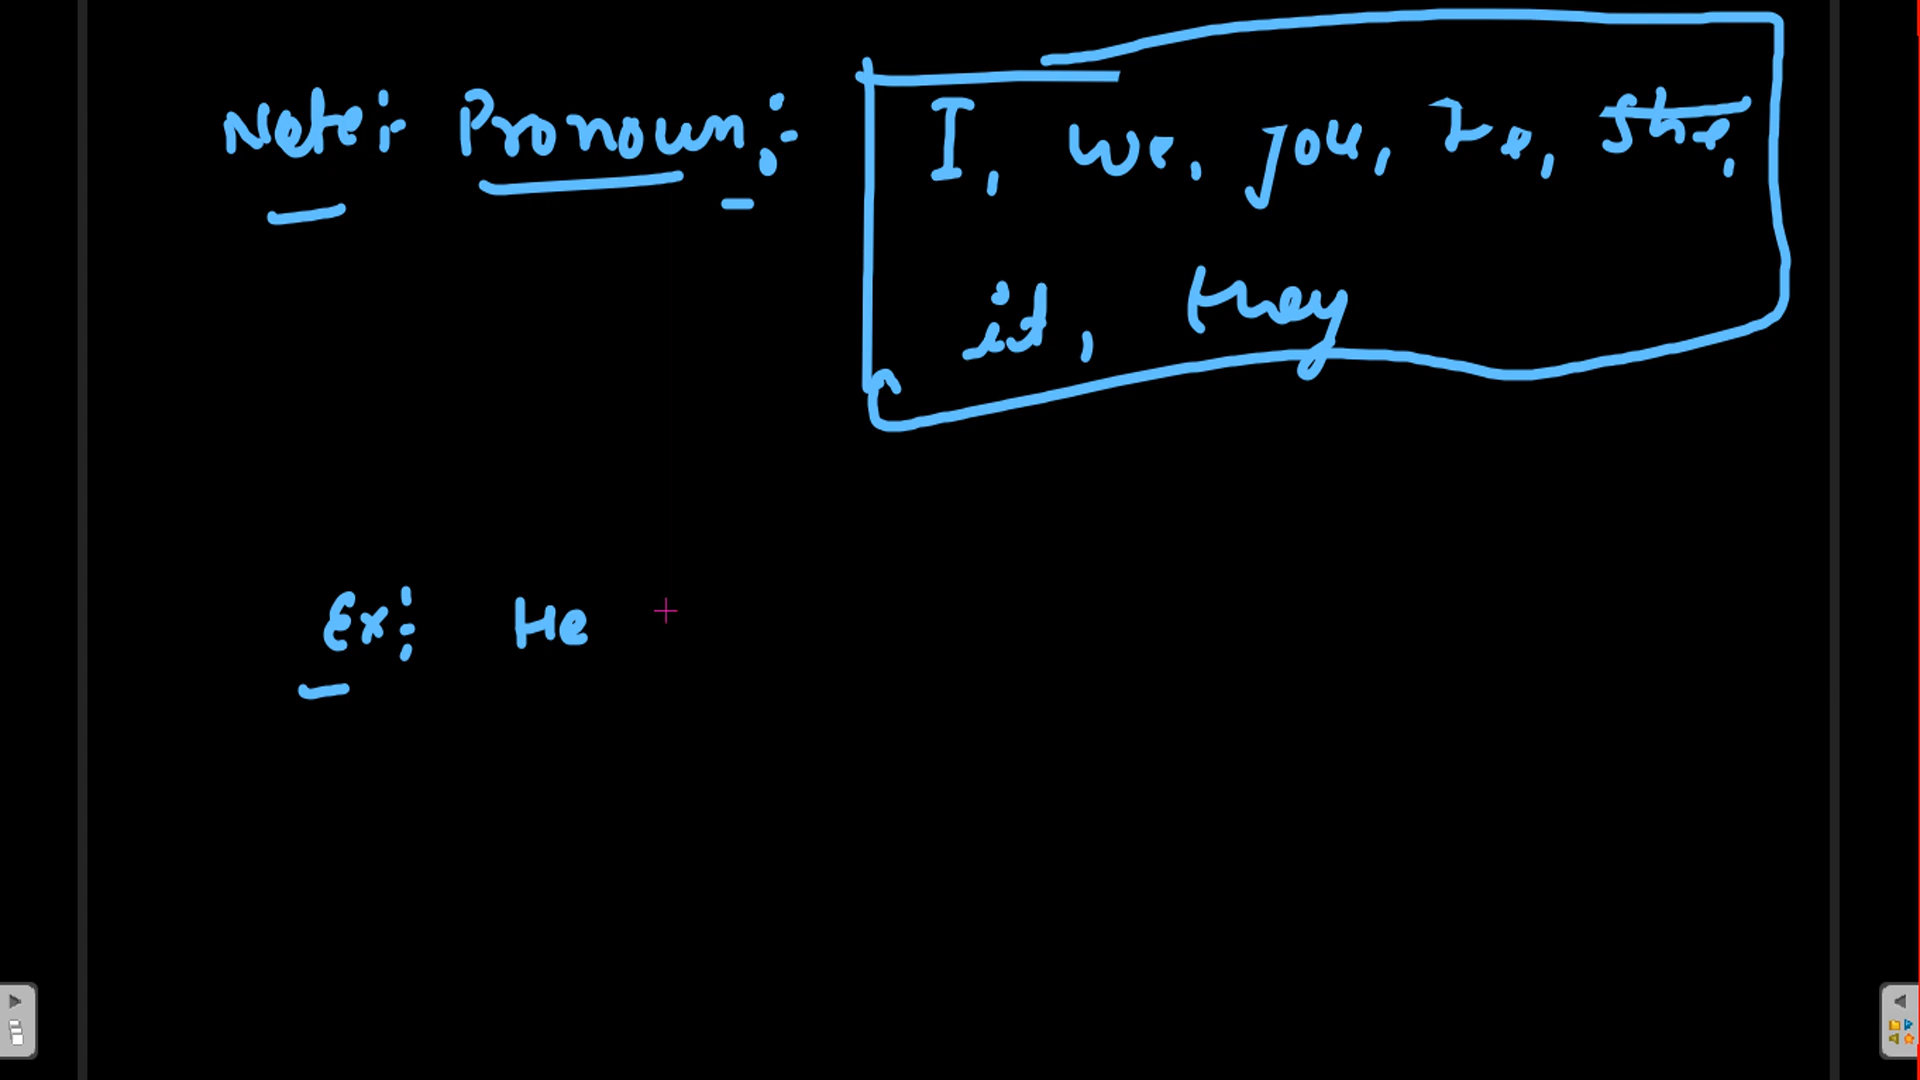 Note:- Pronoun:- I, we, you, He, she,
it, they
Ex: He